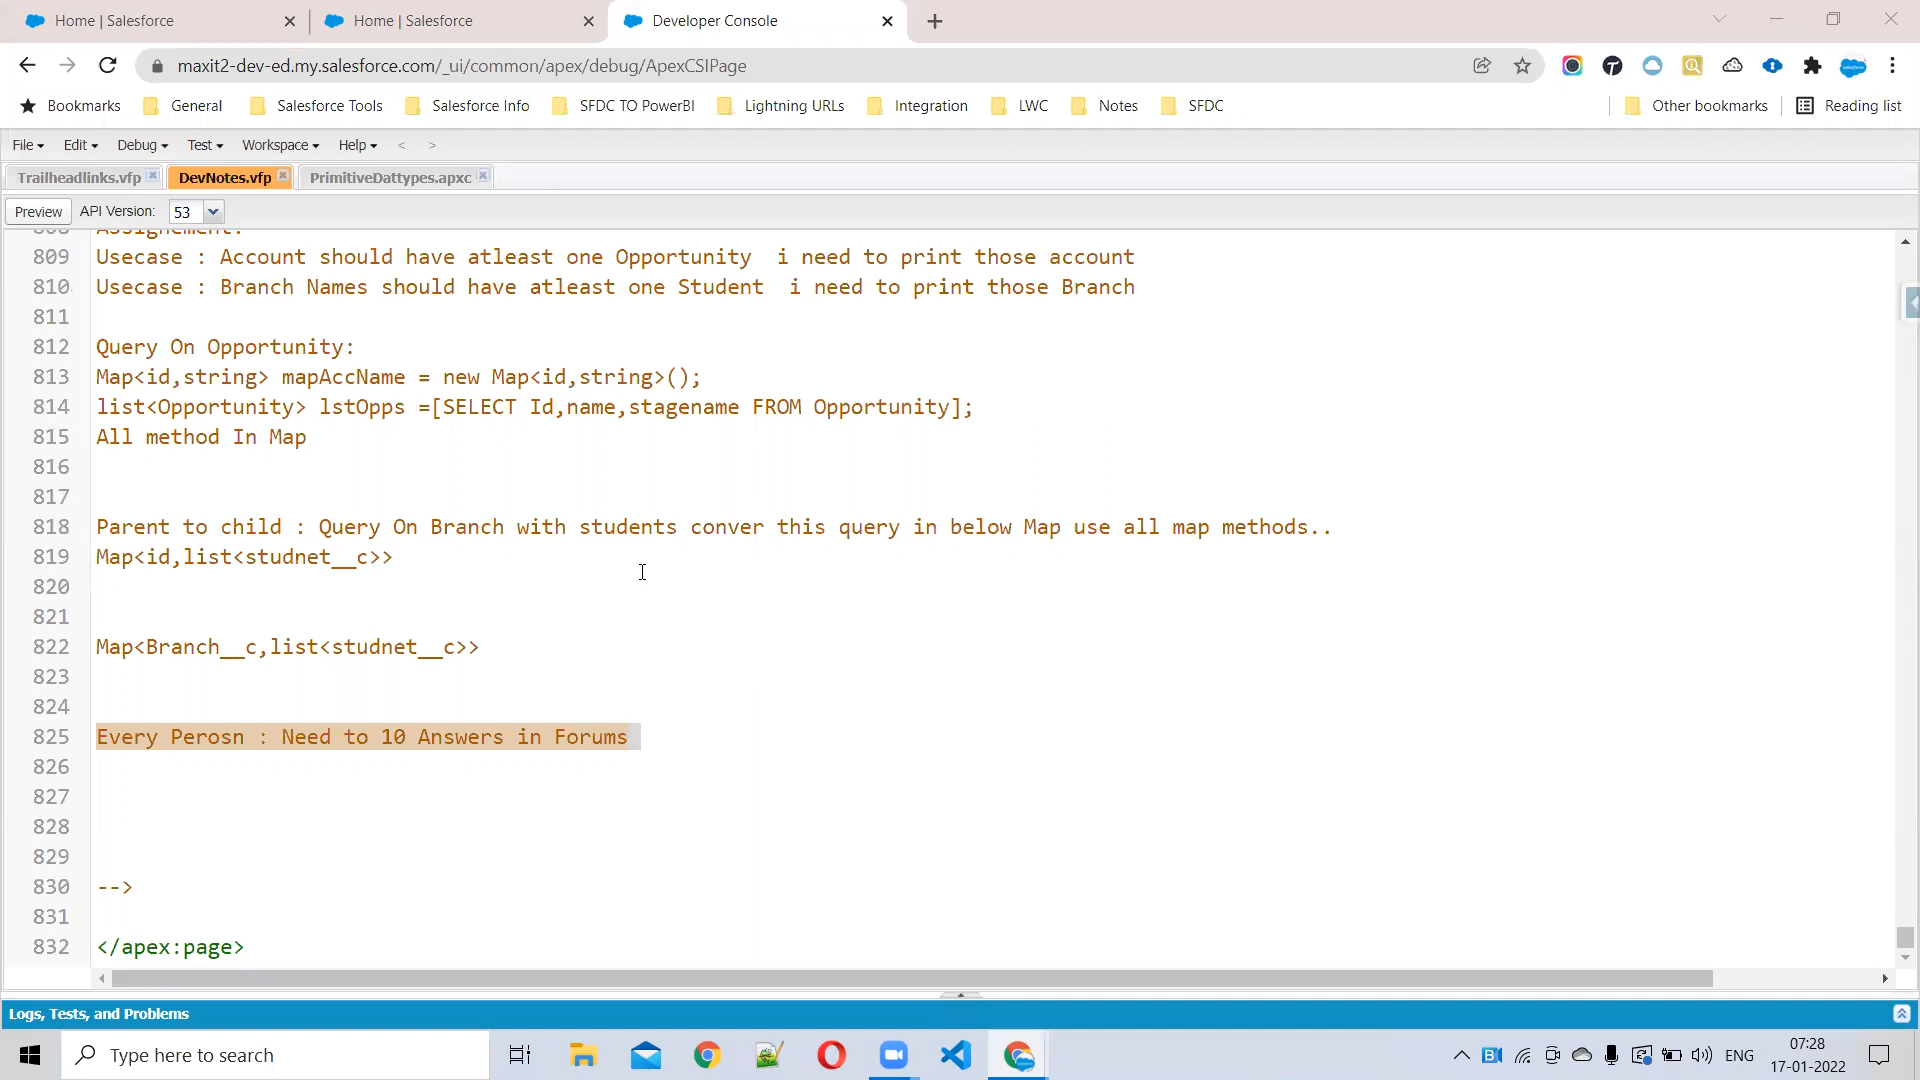 Home | Salesforce
Home | Salesforce
Developer Console
maxit2-dev-ed.my.salesforce.com/_ui/common/apex/debug/ApexCSIPage
Bookmarks General Salesforce Tools Salesforce Info SFDC TO PowerBI Lightning URLs Integration LWC Notes SFDC Other bookmarks Reading list
File Edit Debug Test Workspace Help < >
Trailheadlinks.vfp DevNotes.vfp PrimitiveDattypes.apxc
Preview API Version: 53
808 Assignement:
809 Usecase : Account should have atleast one Opportunity i need to print those account
810 Usecase : Branch Names should have atleast one Student i need to print those Branch
811
812 Query On Opportunity:
813 Map<id,string> mapAccName = new Map<id,string>();
814 list<Opportunity> lstOpps =[SELECT Id,name,stagename FROM Opportunity];
815 All method In Map
816
817
818 Parent to child : Query On Branch with students conver this query in below Map use all map methods..
819 Map<id,list<studnet__c>>
820
821
822 Map<Branch__c,list<studnet__c>>
823
824
825 Every Perosn : Need to 10 Answers in Forums
826
827
828
829
830 -->
831
832 </apex:page>
Logs, Tests, and Problems
Type here to search
ENG
07:28
17-01-2022